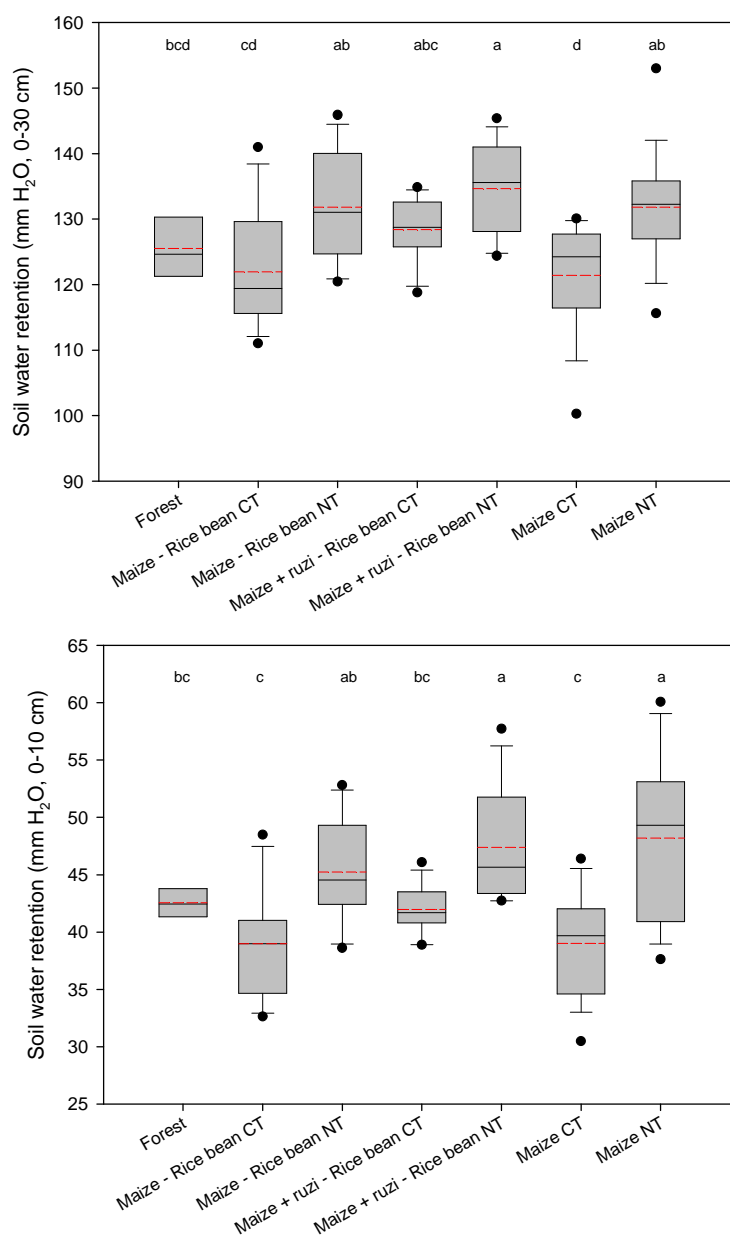 160
150
140
130
120
110
100
90
Soil water retention (mm H₂O, 0-30 cm)
bcd cd ab abc a d ab
Forest
Maize - Rice bean CT
Maize - Rice bean NT
Maize + ruzi - Rice bean CT
Maize + ruzi - Rice bean NT
Maize CT
Maize NT
65
60
55
50
45
40
35
30
25
Soil water retention (mm H₂O, 0-10 cm)
bc c ab bc a c a
Forest
Maize - Rice bean CT
Maize - Rice bean NT
Maize + ruzi - Rice bean CT
Maize + ruzi - Rice bean NT
Maize CT
Maize NT